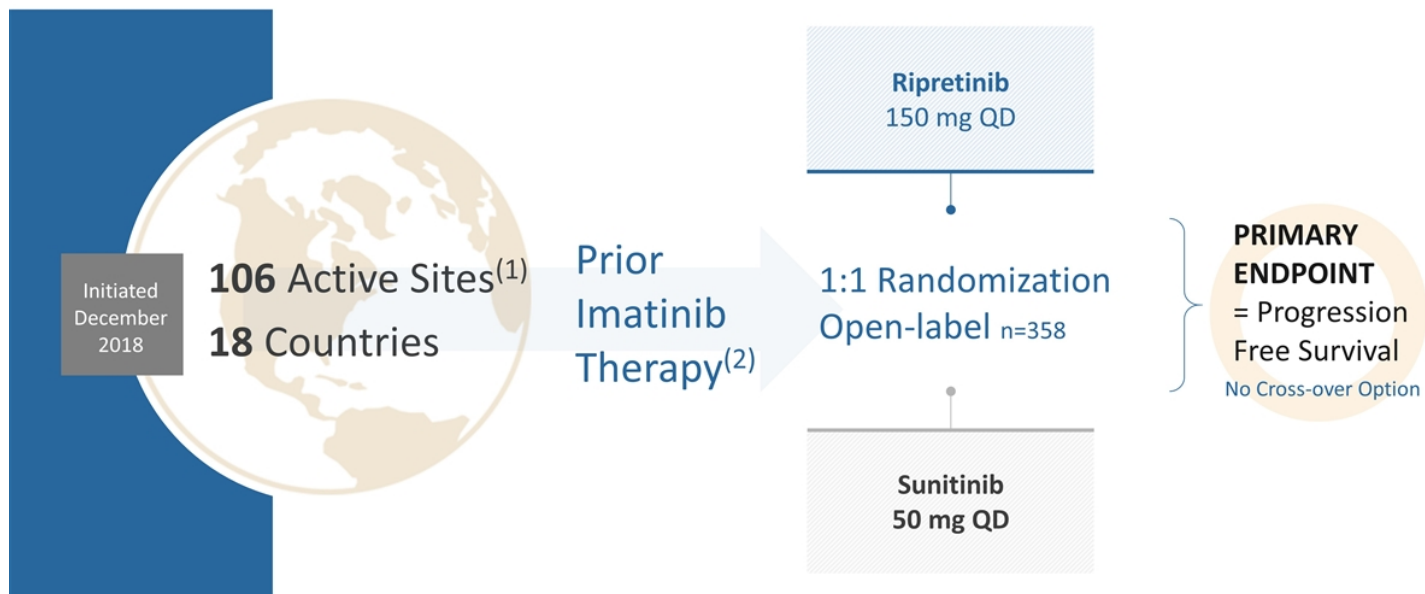 Initiated
December
2018
106 Active Sites(1)
18 Countries
Prior
Imatinib
Therapy(2)
Ripretinib
150 mg QD
1:1 Randomization
Open-label n=358
Sunitinib
50 mg QD
PRIMARY
ENDPOINT
= Progression
Free Survival
No Cross-over Option